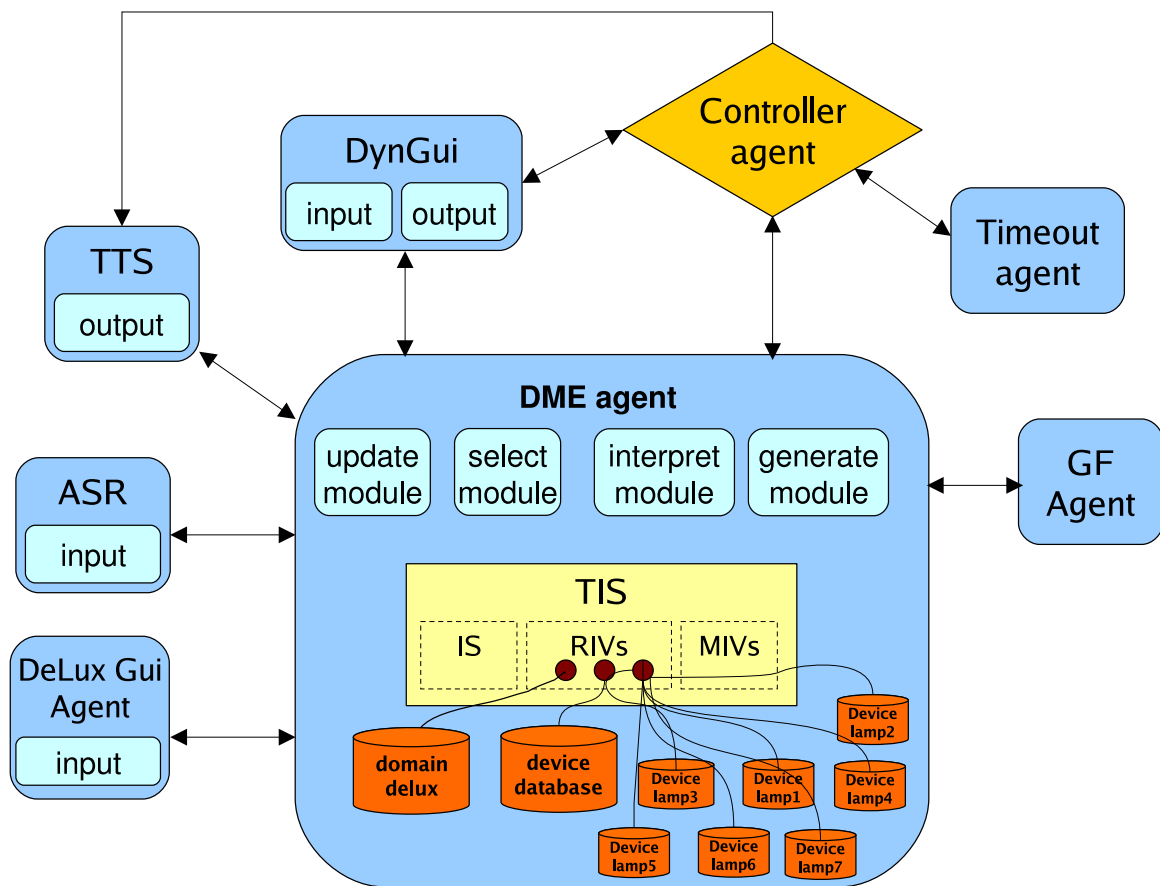 Controller
agent
DynGui
input
output
Timeout
agent
TTS
output
DME agent
update
module
select
module
interpret
module
generate
module
GF
Agent
ASR
input
TIS
IS
RIVs
MIVs
DeLux Gui
Agent
input
Device
lamp2
domain
delux
device
database
Device
lamp3
Device
lamp1
Device
lamp4
Device
lamp5
Device
lamp6
Device
lamp7